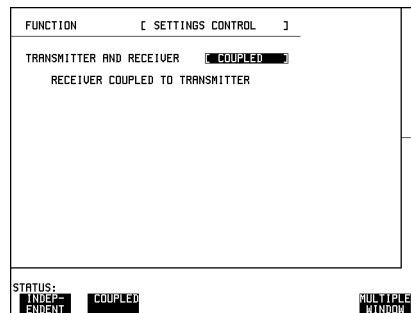 FUNCTION [ SETTINGS CONTROL ]
TRANSMITTER AND RECEIVER [ COUPLED ]
RECEIVER COUPLED TO TRANSMITTER
STATUS:
INDEP-
ENDENT
COUPLED
MULTIPLE
WINDOW